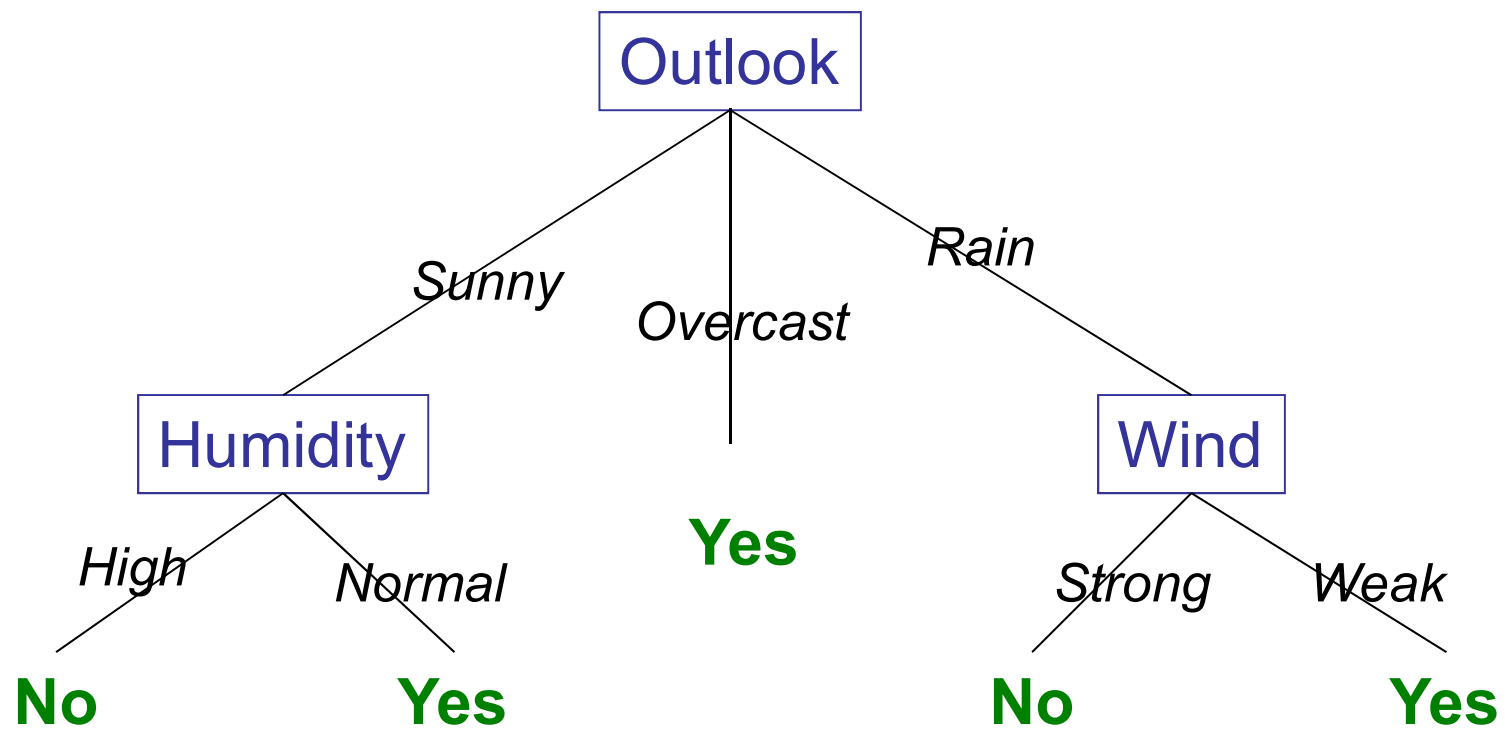 Outlook
Sunny
Overcast
Rain
Humidity
Wind
High
Normal
Yes
Strong
Weak
No
Yes
No
Yes